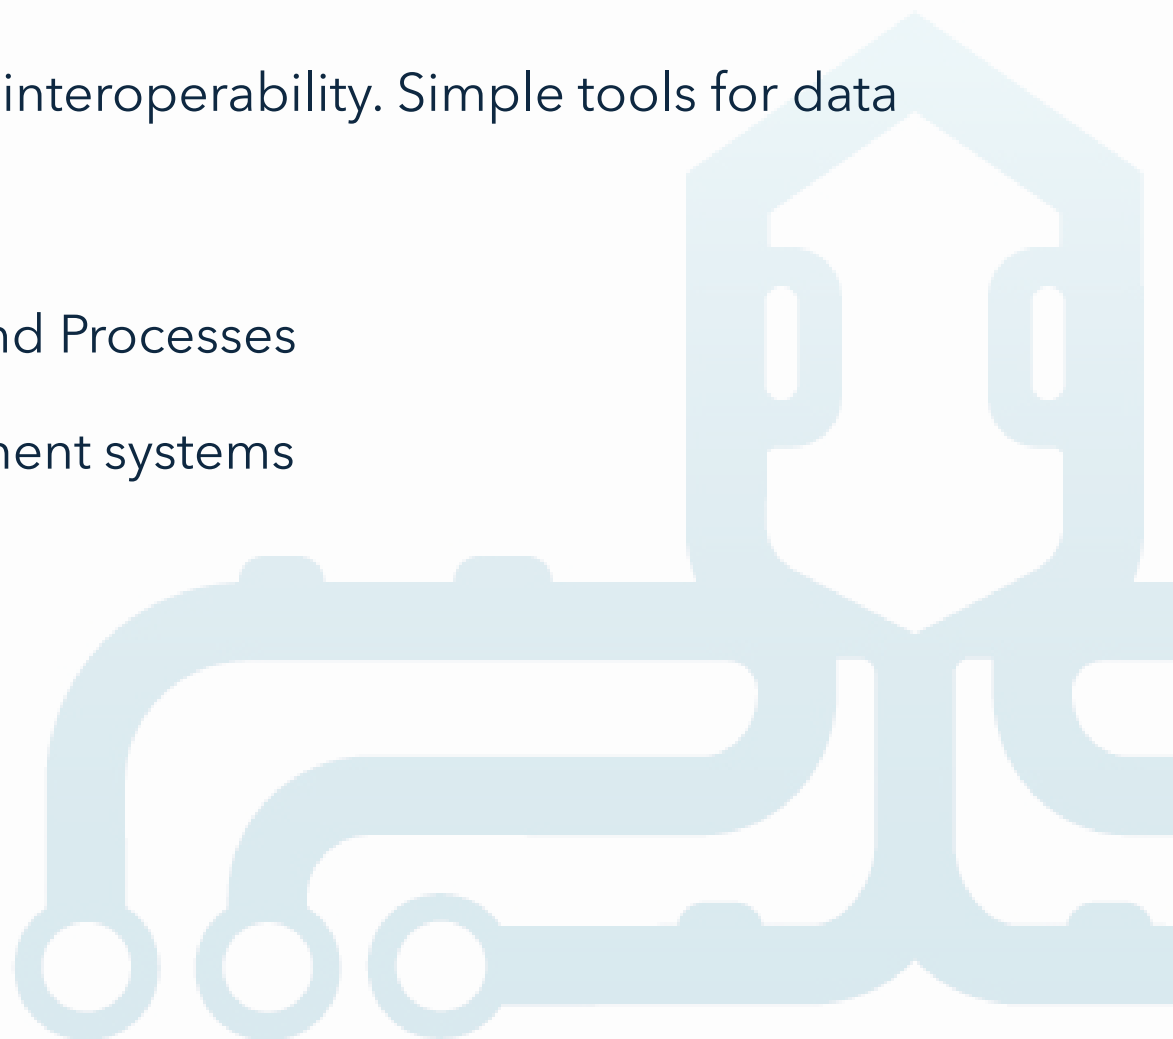 interoperability. Simple tools for data
nd Processes
nent systems